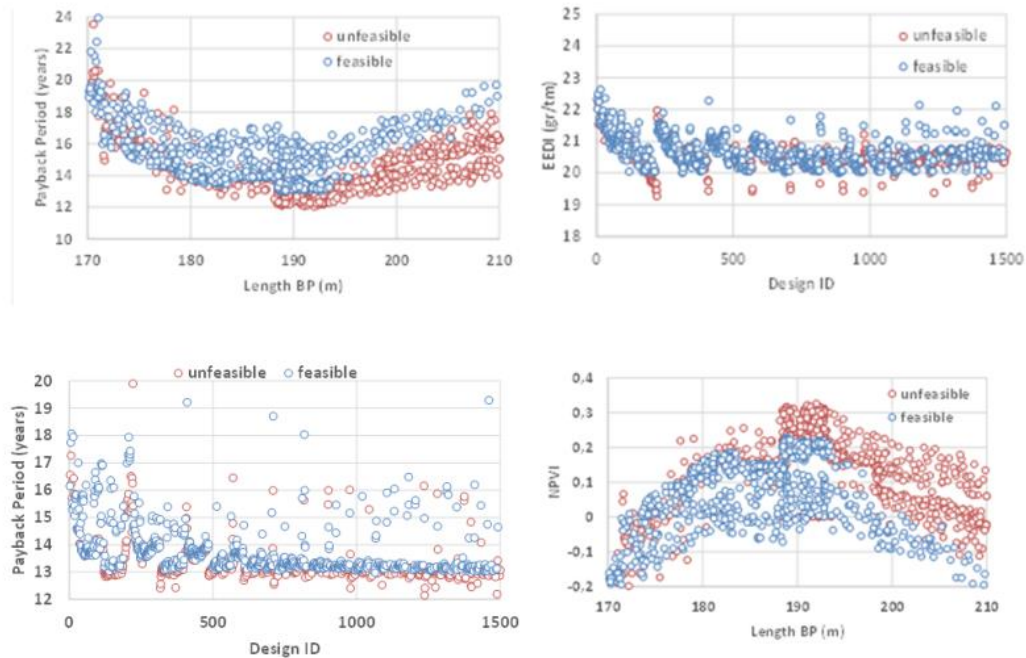 24
22
20
18
16
14
12
10
Payback Period (years)
unfeasible
feasible
170 180 190 200 210
Length BP (m)
25
24
23
22
21
20
19
18
EEDI (gr/tm)
unfeasible
feasible
0 500 1000 1500
Design ID
20
19
18
17
16
15
14
13
12
Payback Period (years)
unfeasible feasible
0 500 1000 1500
Design ID
0,4
0,3
0,2
0,1
0
-0,1
-0,2
NPVI
unfeasible
feasible
170 180 190 200 210
Length BP (m)